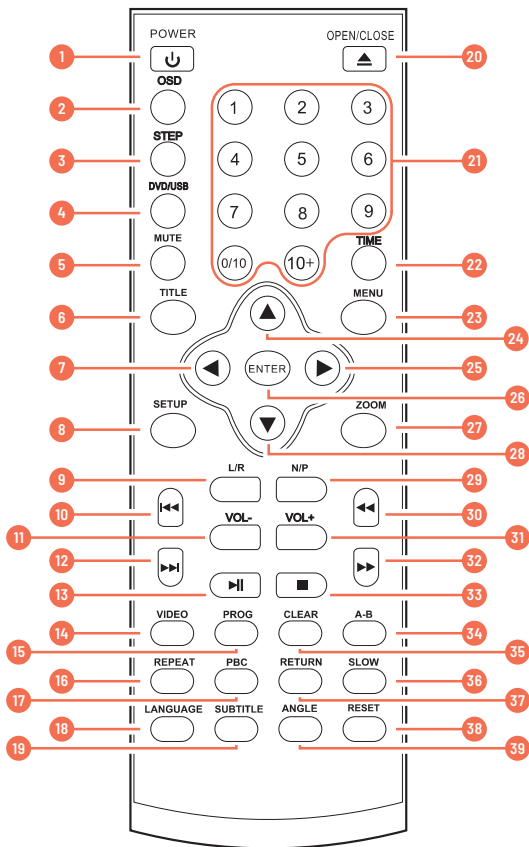 POWER OPEN/CLOSE
1 20
OSD
2 1 2 3
STEP
3 4 5 6 21
DVD/USB
4 7 8 9
MUTE TIME
5 0/10 10+ 22
TITLE MENU
6 23
24
7 ENTER 25
26
SETUP ZOOM
8 27
28
L/R N/P
9 29
10 30
VOL- VOL+
11 31
12 32
13 33
VIDEO PROG CLEAR A-B
14 34
15 35
REPEAT PBC RETURN SLOW
16 36
17 37
LANGUAGE SUBTITLE ANGLE RESET
18 38
19 39